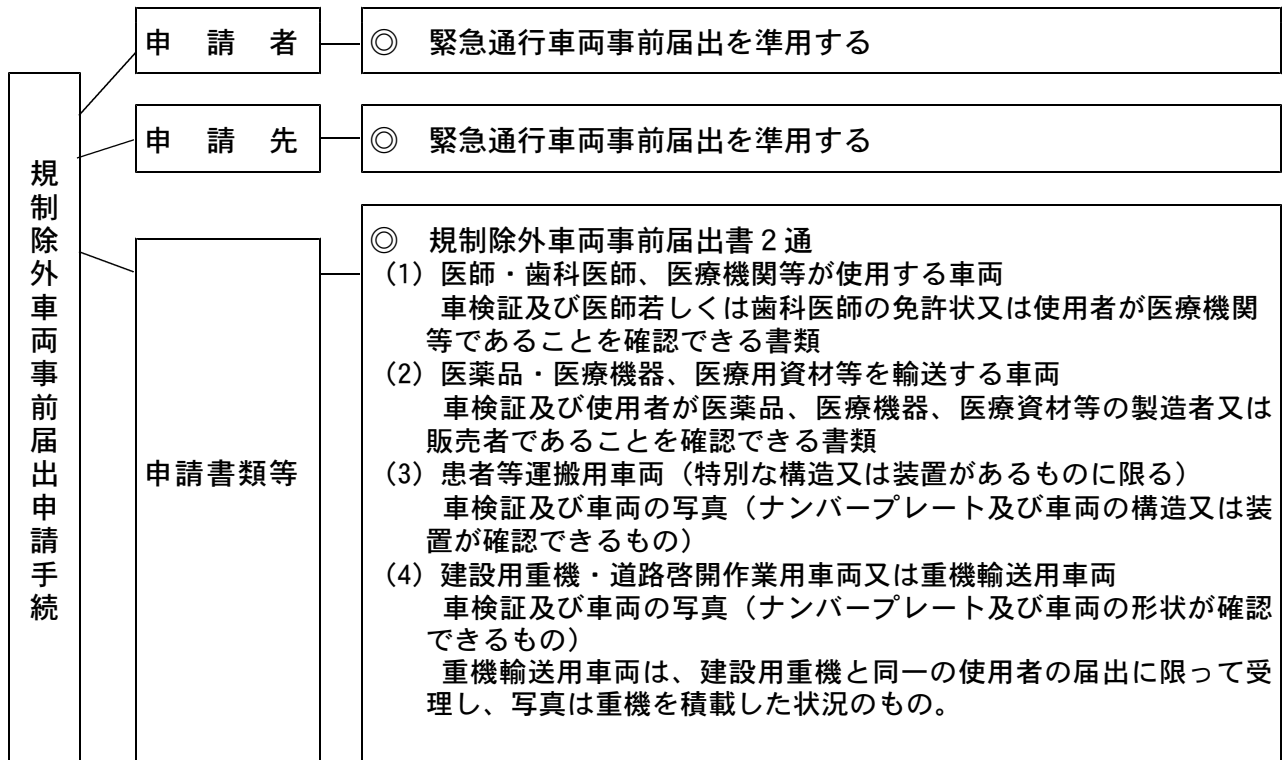 規制除外車両事前届出申請手続
申請者
◎ 緊急通行車両事前届出を準用する
申請先
◎ 緊急通行車両事前届出を準用する
申請書類等
◎ 規制除外車両事前届出書２通
(1) 医師・歯科医師、医療機関等が使用する車両
車検証及び医師若しくは歯科医師の免許状又は使用者が医療機関
等であることを確認できる書類
(2) 医薬品・医療機器、医療用資材等を輸送する車両
車検証及び使用者が医薬品、医療機器、医療資材等の製造者又は
販売者であることを確認できる書類
(3) 患者等運搬用車両（特別な構造又は装置があるものに限る）
車検証及び車両の写真（ナンバープレート及び車両の構造又は装
置が確認できるもの）
(4) 建設用重機・道路啓開作業用車両又は重機輸送用車両
車検証及び車両の写真（ナンバープレート及び車両の形状が確認
できるもの）
重機輸送用車両は、建設用重機と同一の使用者の届出に限って受
理し、写真は重機を積載した状況のもの。